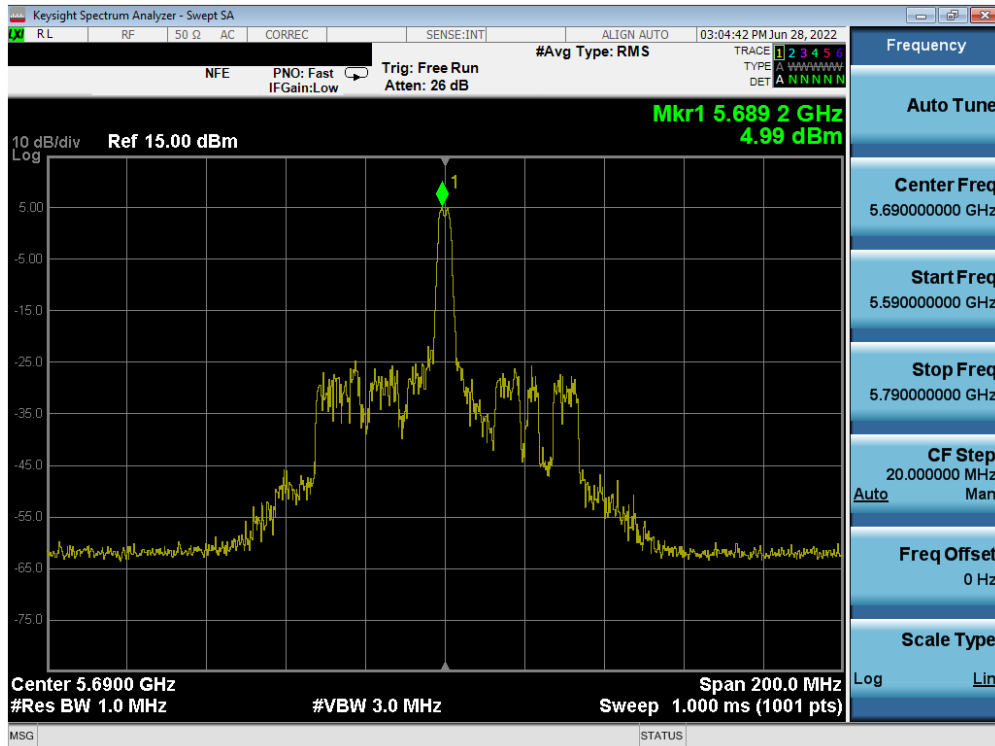 Keysight Spectrum Analyzer - Swept SA
LXI RL RF 50 Ω AC CORREC SENSE:INT ALIGN AUTO 03:04:42 PM Jun 28, 2022
#Avg Type: RMS TRACE 1 2 3 4 5 6
NFE PNO: Fast Trig: Free Run TYPE A WWWWW
IFGain:Low Atten: 26 dB DET A N N N N N
Mkr1 5.689 2 GHz
4.99 dBm
10 dB/div Ref 15.00 dBm
Log
1
5.00
-5.00
-15.0
-25.0
-35.0
-45.0
-55.0
-65.0
-75.0
Center 5.6900 GHz Span 200.0 MHz
#Res BW 1.0 MHz #VBW 3.0 MHz Sweep 1.000 ms (1001 pts)
MSG STATUS
Frequency
Auto Tune
Center Freq
5.690000000 GHz
Start Freq
5.590000000 GHz
Stop Freq
5.790000000 GHz
CF Step
20.000000 MHz
Auto Man
Freq Offset
0 Hz
Scale Type
Log Lin